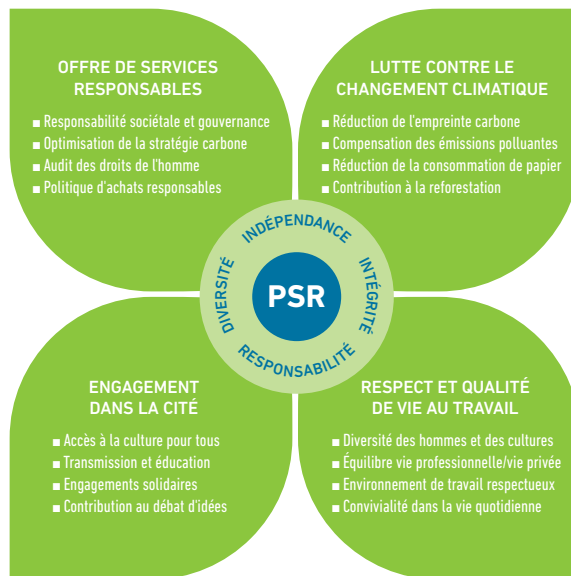 OFFRE DE SERVICES
RESPONSABLES
■ Responsabilité sociétale et gouvernance
■ Optimisation de la stratégie carbone
■ Audit des droits de l'homme
■ Politique d'achats responsables
LUTTE CONTRE LE
CHANGEMENT CLIMATIQUE
■ Réduction de l'empreinte carbone
■ Compensation des émissions polluantes
■ Réduction de la consommation de papier
■ Contribution à la reforestation
DIVERSITÉ
INDÉPENDANCE
INTÉGRITÉ
RESPONSABILITÉ
PSR
ENGAGEMENT
DANS LA CITÉ
■ Accès à la culture pour tous
■ Transmission et éducation
■ Engagements solidaires
■ Contribution au débat d'idées
RESPECT ET QUALITÉ
DE VIE AU TRAVAIL
■ Diversité des hommes et des cultures
■ Équilibre vie professionnelle/vie privée
■ Environnement de travail respectueux
■ Convivialité dans la vie quotidienne